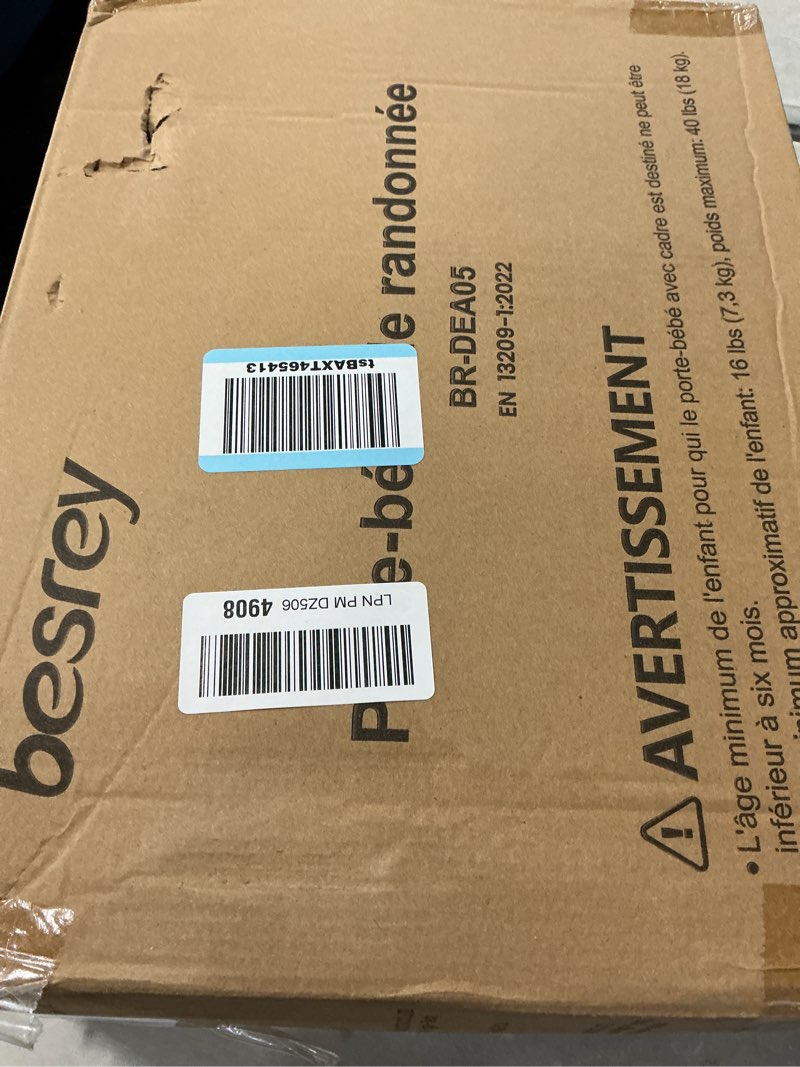 besrey
tsBAXT465413
LPN PM DZ506 4908
e randonnée
BR-DEA05
EN 13209-1:2022
AVERTISSEMENT
• L'âge minimum de l'enfant pour qui le porte-bébé avec cadre est destiné ne peut être
inférieur à six mois.
approximatif de l'enfant: 16 lbs (7,3 kg), poids maximum: 40 lbs (18 kg).